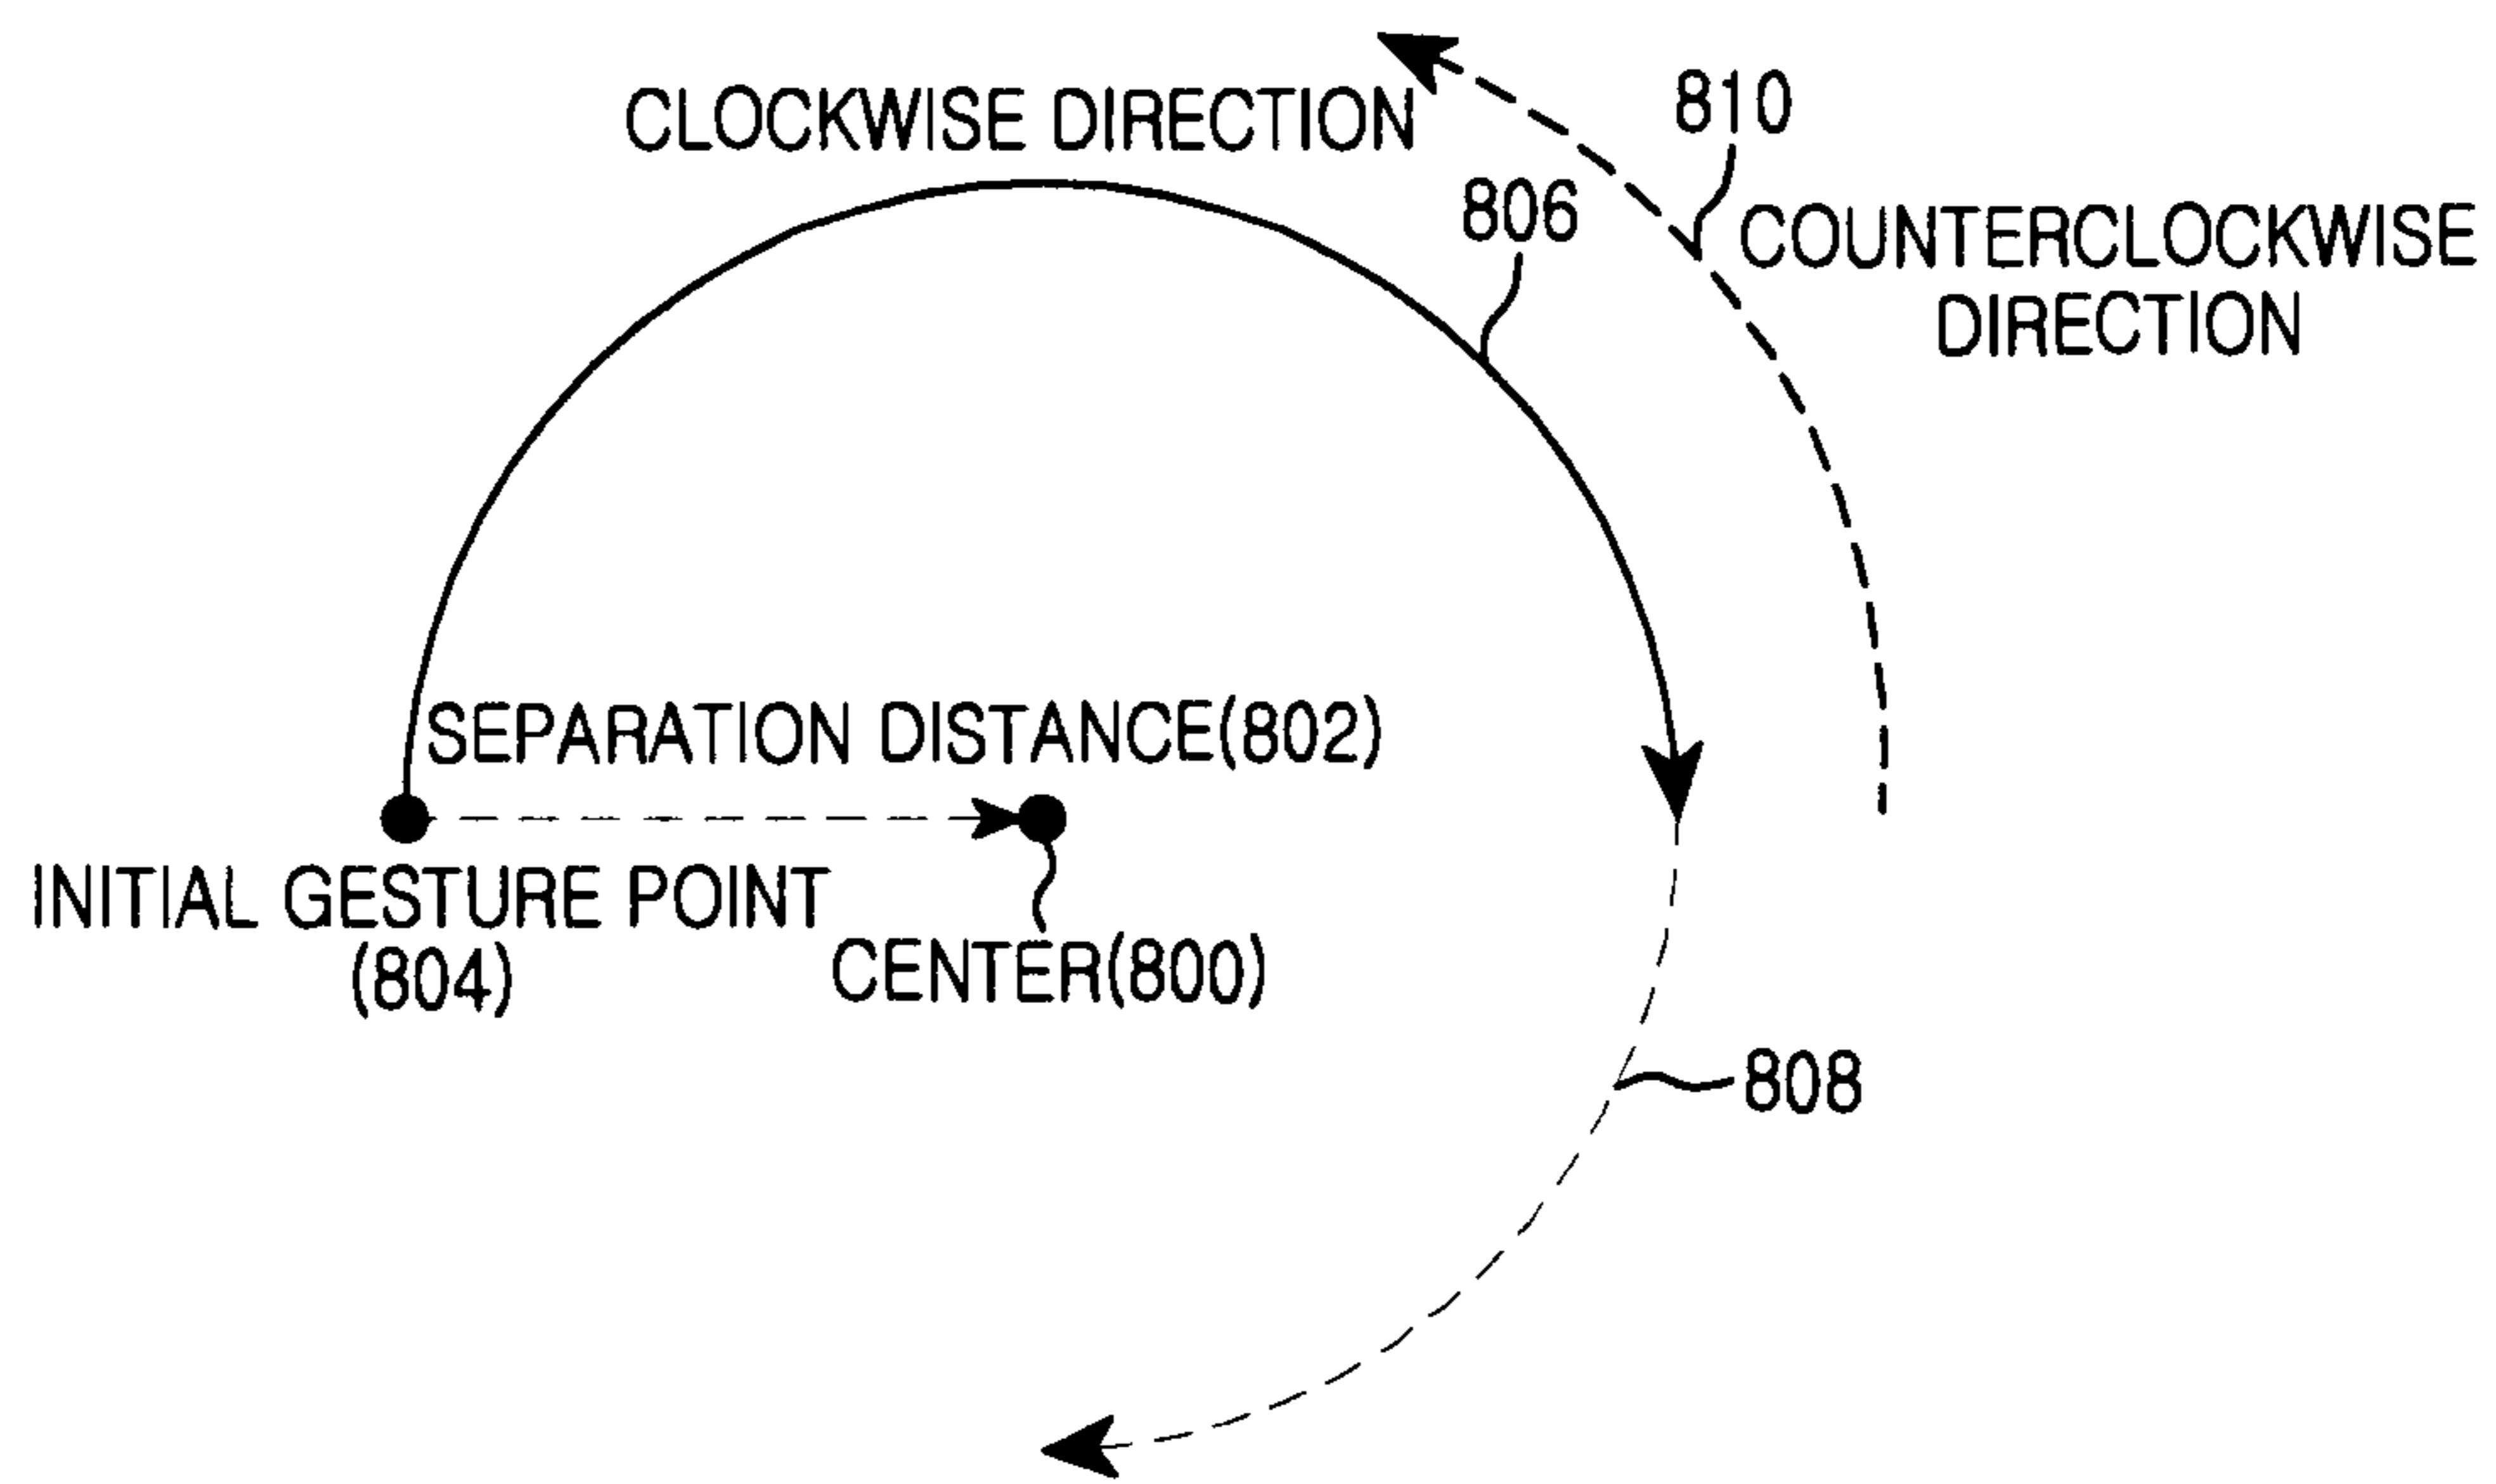 CLOCKWISE DIRECTION
810
806
COUNTERCLOCKWISE
DIRECTION
SEPARATION DISTANCE(802)
INITIAL GESTURE POINT
(804)
CENTER(800)
808